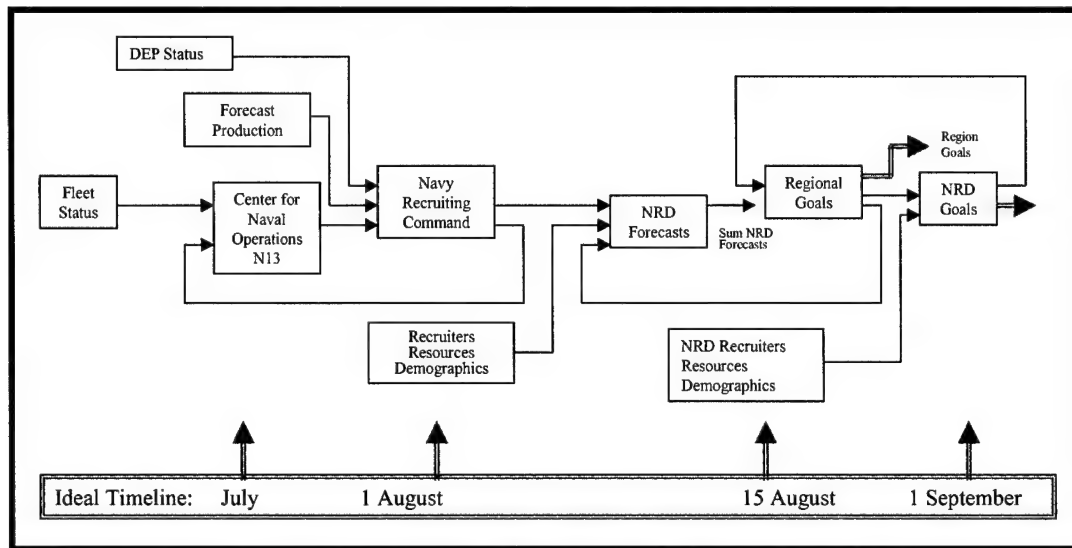 DEP Status
Forecast
Production
Fleet
Status
Center for
Naval
Operations
N13
Navy
Recruiting
Command
Recruiters
Resources
Demographics
NRD
Forecasts
Sum NRD
Forecasts
Regional
Goals
Region
Goals
NRD
Goals
NRD Recruiters
Resources
Demographics
Ideal Timeline: July 1 August 15 August 1 September